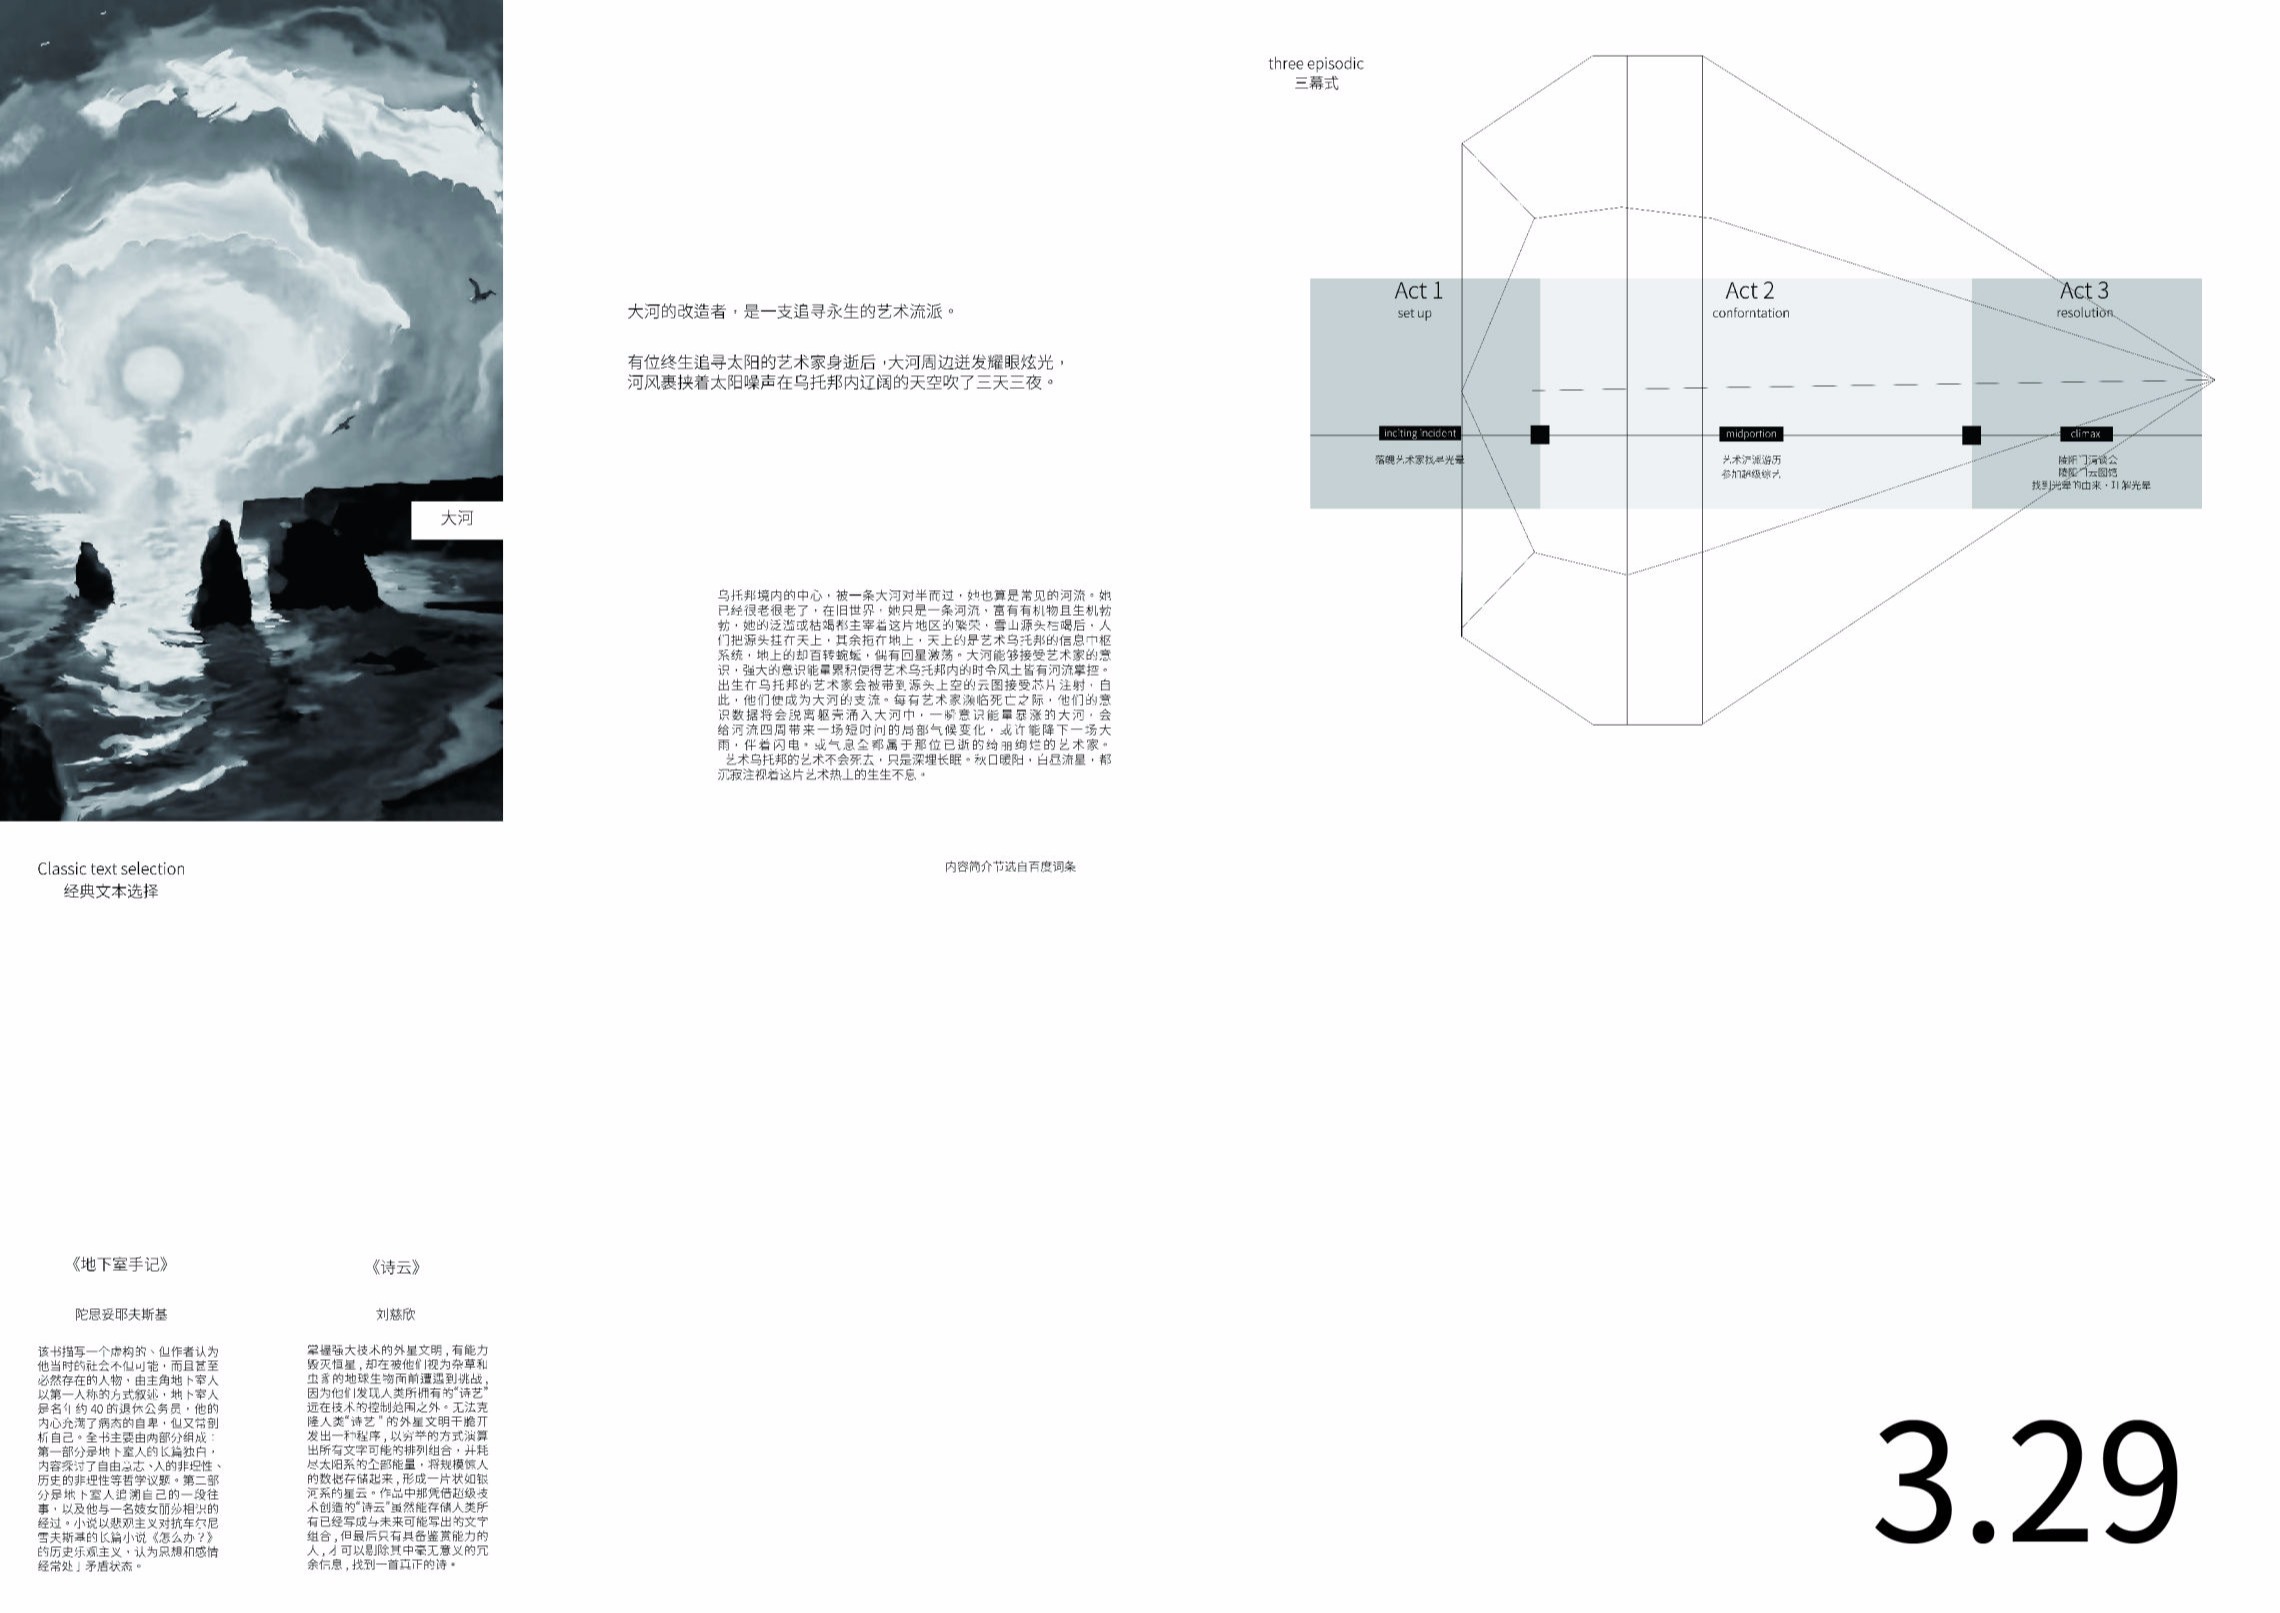 大河
大河的改造者，是一支追寻永生的艺术流派。
有位终生追寻太阳的艺术家身逝后，大河周边迸发耀眼炫光，
河风裹挟着太阳噪声在乌托邦内辽阔的天空吹了三天三夜。
乌托邦境内的中心，被一条大河对半而过，她也算是常见的河流。她
已经很老很老了，在旧世界，她只是一条河流，富有有机物且生机勃
勃，她的泛滥或枯竭都主宰着这片地区的繁荣，雪山源头枯竭后，人
们把源头挂在天上，其余拖在地上，天上的是艺术乌托邦的信息中枢
系统，地上的却百转蜿蜒，偶有回星激荡。大河能够接受艺术家的意
识，强大的意识能量累积使得艺术乌托邦内的时令风土皆有河流掌控。
出生在乌托邦的艺术家会被带到源头上空的云图接受芯片注射，自
此，他们便成为大河的支流。每有艺术家濒临死亡之际，他们的意
识数据将会脱离躯壳涌入大河中，一瞬意识能量暴涨的大河，会
给河流四周带来一场短时间的局部气候变化，或许能降下一场大
雨，伴着闪电。或气息全都属于那位已逝的绮丽绚烂的艺术家。
艺术乌托邦的艺术不会死去，只是深埋长眠。秋日暖阳，白昼流星，都
沉寂注视着这片艺术热土的生生不息。
内容简介节选自百度词条
three episodic
三幕式
Act 1
set up
Act 2
conforntation
Act 3
resolution
inciting incident
midportion
climax
落魄艺术家找寻光晕
艺术流派游历
参加超级综艺
找到光晕的由来，
光晕
Classic text selection
经典文本选择
《地下室手记》
陀思妥耶夫斯基
该书描写一个虚构的、但作者认为
他当时的社会不但可能，而且甚至
必然存在的人物，由主角地下室人
以第一人称的方式叙述，地下室人
是名年约 40 的退休公务员，他的
内心充满了病态的自卑，但又常剖
析自己。全书主要由两部分组成：
第一部分是地下室人的长篇独白，
内容探讨了自由意志、人的非理性、
历史的非理性等哲学议题。第二部
分是地下室人追溯自己的一段往
事，以及他与一名妓女丽莎相识的
经过。小说以悲观主义对抗车尔尼
雪夫斯基的长篇小说《怎么办？》
的历史乐观主义，认为思想和感情
经常处于矛盾状态。
《诗云》
刘慈欣
掌握强大技术的外星文明，有能力
毁灭恒星，却在被他们视为杂草和
虫豸的地球生物面前遭遇到挑战，
因为他们发现人类所拥有的“诗艺”
远在技术的控制范围之外。无法克
隆人类“诗艺”的外星文明干脆开
发出一种程序，以穷举的方式演算
出所有文字可能的排列组合，并耗
尽太阳系的全部能量，将规模惊人
的数据存储起来，形成一片状如银
河系的星云。作品中那凭借超级技
术创造的“诗云”虽然能存储人类所
有已经写成与未来可能写出的文字
组合，但最后只有具备鉴赏能力的
人，才可以剔除其中毫无意义的冗
余信息，找到一首真正的诗。
3.29